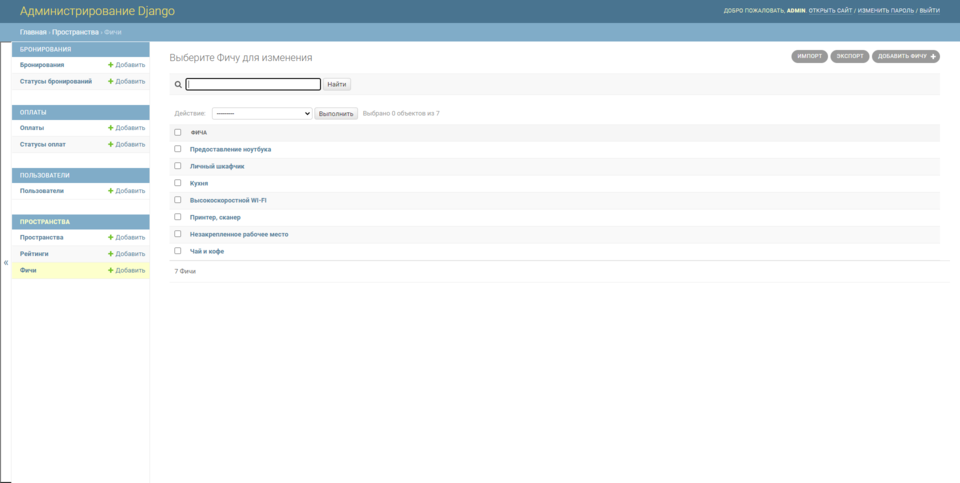 Администрирование Django
ДОБРО ПОЖАЛОВАТЬ, ADMIN. ОТКРЫТЬ САЙТ / ИЗМЕНИТЬ ПАРОЛЬ / ВЫЙТИ
Главная › Пространства › Фичи
БРОНИРОВАНИЯ
Бронирования Добавить
Статусы бронирований Добавить
ОПЛАТЫ
Оплаты Добавить
Статусы оплат Добавить
ПОЛЬЗОВАТЕЛИ
Пользователи Добавить
ПРОСТРАНСТВА
Пространства Добавить
Рейтинги Добавить
Фичи Добавить
«
Выберите Фичу для изменения
ИМПОРТ ЭКСПОРТ ДОБАВИТЬ ФИЧУ
Найти
Действие: --------- Выполнить Выбрано 0 объектов из 7
ФИЧА
Предоставление ноутбука
Личный шкафчик
Кухня
Высокоскоростной WI-FI
Принтер, сканер
Незакрепленное рабочее место
Чай и кофе
7 Фичи